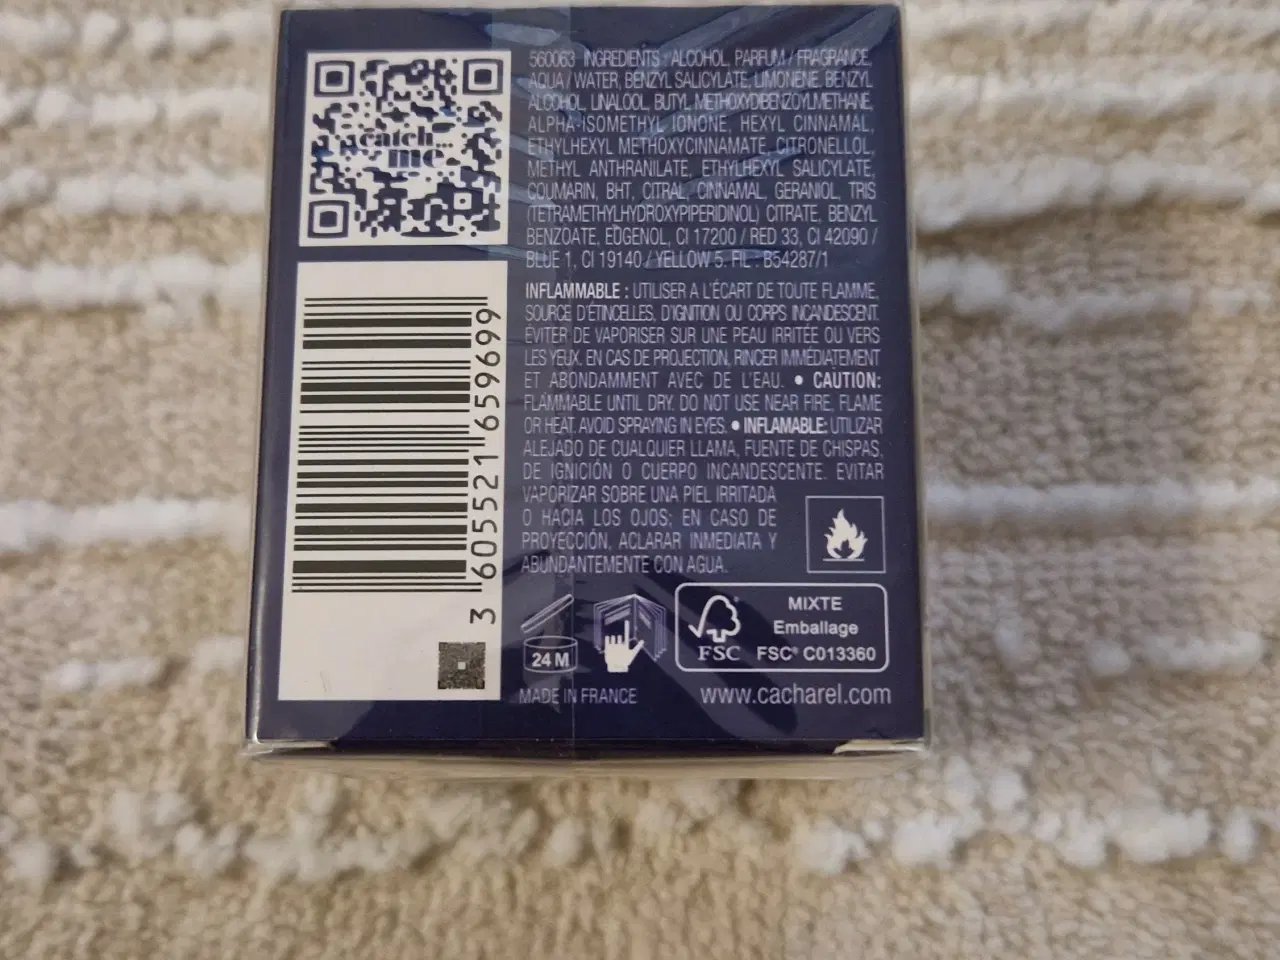 catch...
me
3 605521 659699
560063 INGREDIENTS : ALCOHOL, PARFUM / FRAGRANCE,
AQUA / WATER, BENZYL SALICYLATE, LIMONENE, BENZYL
ALCOHOL, LINALOOL, BUTYL METHOXYDIBENZOYLMETHANE,
ALPHA-ISOMETHYL IONONE, HEXYL CINNAMAL,
ETHYLHEXYL METHOXYCINNAMATE, CITRONELLOL,
METHYL ANTHRANILATE, ETHYLHEXYL SALICYLATE,
COUMARIN, BHT, CITRAL, CINNAMAL, GERANIOL, TRIS
(TETRAMETHYLHYDROXYPIPERIDINOL) CITRATE, BENZYL
BENZOATE, EUGENOL, CI 17200 / RED 33, CI 42090 /
BLUE 1, CI 19140 / YELLOW 5. FIL : B54287/1
INFLAMMABLE : UTILISER A L'ÉCART DE TOUTE FLAMME,
SOURCE D'ÉTINCELLES, D'IGNITION OU CORPS INCANDESCENT.
ÉVITER DE VAPORISER SUR UNE PEAU IRRITÉE OU VERS
LES YEUX. EN CAS DE PROJECTION, RINCER IMMÉDIATEMENT
ET ABONDAMMENT AVEC DE L'EAU. • CAUTION:
FLAMMABLE UNTIL DRY. DO NOT USE NEAR FIRE, FLAME
OR HEAT. AVOID SPRAYING IN EYES. • INFLAMABLE: UTILIZAR
ALEJADO DE CUALQUIER LLAMA, FUENTE DE CHISPAS,
DE IGNICIÓN O CUERPO INCANDESCENTE. EVITAR
VAPORIZAR SOBRE UNA PIEL IRRITADA
O HACIA LOS OJOS; EN CASO DE
PROYECCIÓN, ACLARAR INMEDIATA Y
ABUNDANTEMENTE CON AGUA.
24 M
FSC
MIXTE
Emballage
FSC® C013360
MADE IN FRANCE
www.cacharel.com